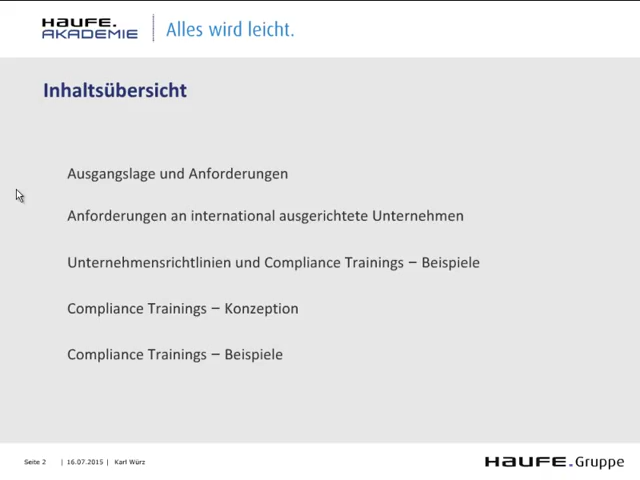 HAUFE.
AKADEMIE
Alles wird leicht.
Inhaltsübersicht
Ausgangslage und Anforderungen
Anforderungen an international ausgerichtete Unternehmen
Unternehmensrichtlinien und Compliance Trainings – Beispiele
Compliance Trainings – Konzeption
Compliance Trainings – Beispiele
Seite 2 | 16.07.2015 | Karl Würz
HAUFE.Gruppe